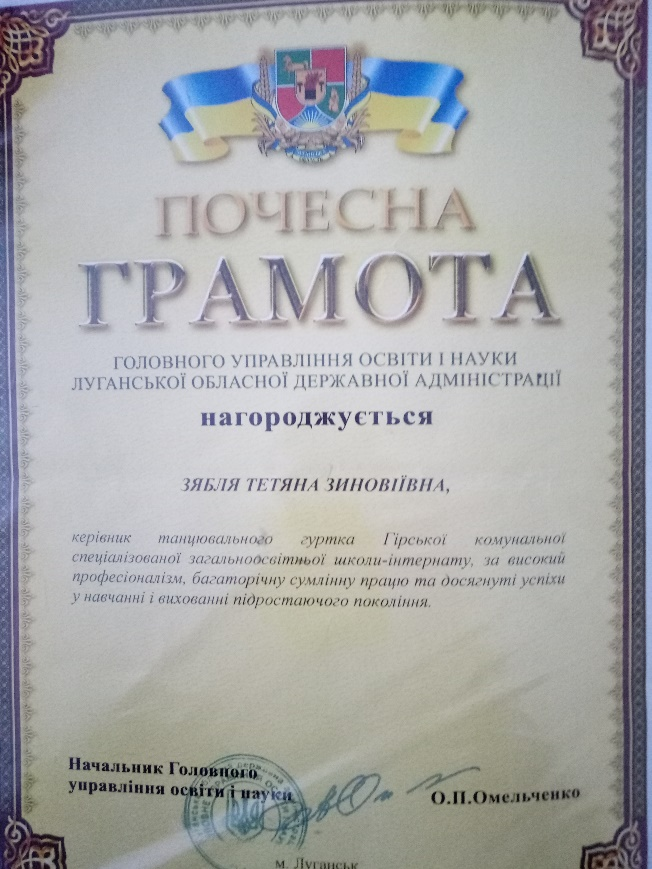 ПОЧЕСНА
ГРАМОТА
ГОЛОВНОГО УПРАВЛІННЯ ОСВІТИ І НАУКИ
ЛУГАНСЬКОЇ ОБЛАСНОЇ ДЕРЖАВНОЇ АДМІНІСТРАЦІЇ
нагороджується
ЗЯБЛЯ ТЕТЯНА ЗИНОВІЇВНА,
керівник танцювального гуртка Гірської комунальної
спеціалізованої загальноосвітньої школи-інтернату, за високий
професіоналізм, багаторічну сумлінну працю та досягнуті успіхи
у навчанні і вихованні підростаючого покоління.
Начальник Головного
управління освіти і науки
О.П.Омельченко
м. Луганськ